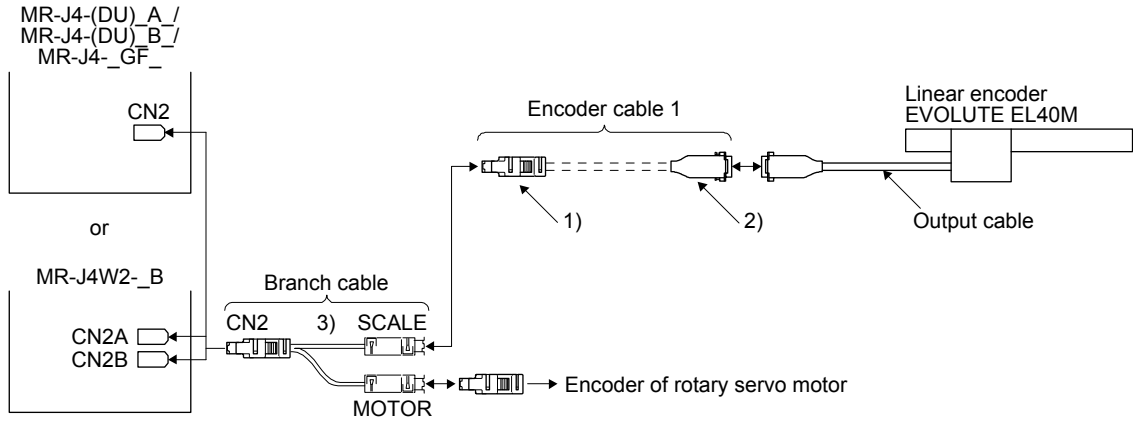 MR-J4-(DU)_A_/
MR-J4-(DU)_B_/
MR-J4-_GF_
CN2
or
MR-J4W2-_B
CN2A
CN2B
Branch cable
CN2 3) SCALE
MOTOR
Encoder of rotary servo motor
Encoder cable 1
1)
2)
Linear encoder
EVOLUTE EL40M
Output cable